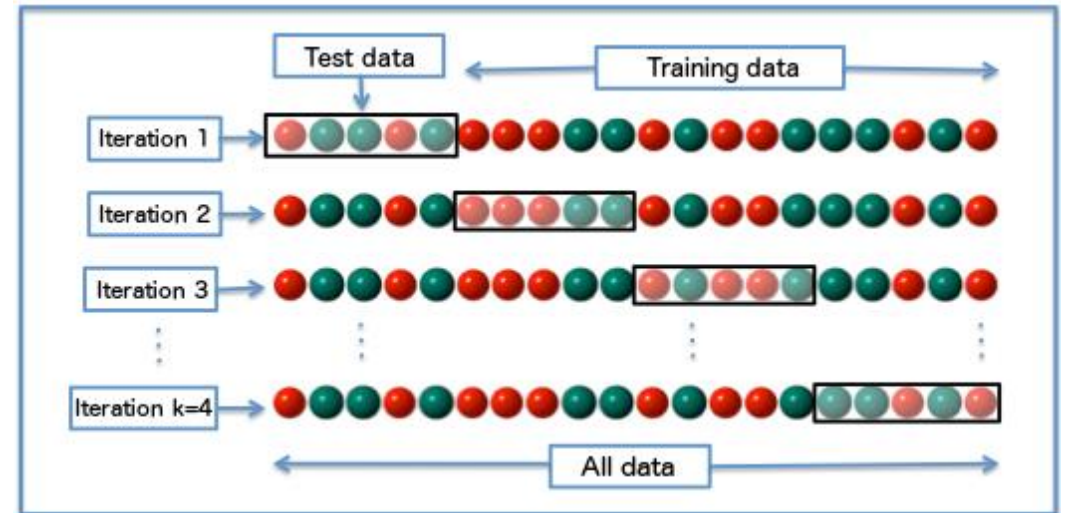 Test data
Training data
Iteration 1
Iteration 2
Iteration 3
Iteration k=4
All data